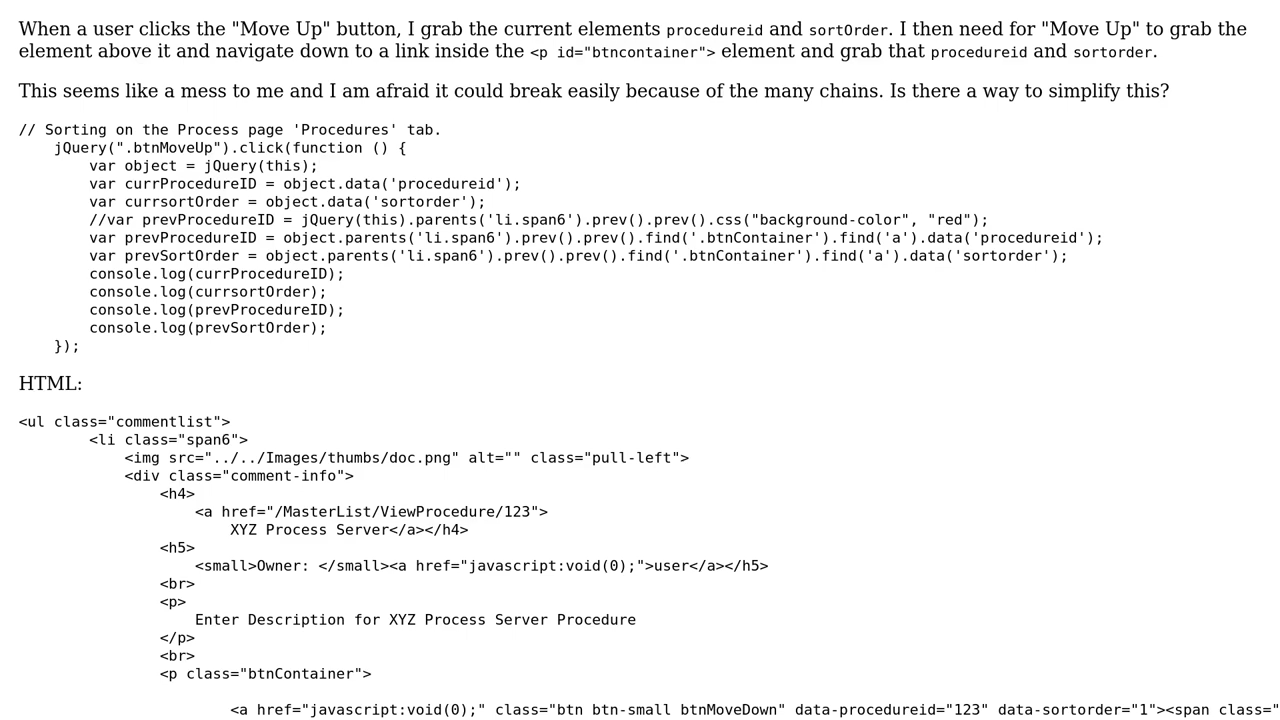 When a user clicks the "Move Up" button, I grab the current elements procedureid and sortOrder. I then need for "Move Up" to grab the
element above it and navigate down to a link inside the <p id="btncontainer"> element and grab that procedureid and sortorder.
This seems like a mess to me and I am afraid it could break easily because of the many chains. Is there a way to simplify this?
// Sorting on the Process page 'Procedures' tab.
    jQuery(".btnMoveUp").click(function () {
        var object = jQuery(this);
        var currProcedureID = object.data('procedureid');
        var currsortOrder = object.data('sortorder');
        //var prevProcedureID = jQuery(this).parents('li.span6').prev().prev().css("background-color", "red");
        var prevProcedureID = object.parents('li.span6').prev().prev().find('.btnContainer').find('a').data('procedureid');
        var prevSortOrder = object.parents('li.span6').prev().prev().find('.btnContainer').find('a').data('sortorder');
        console.log(currProcedureID);
        console.log(currsortOrder);
        console.log(prevProcedureID);
        console.log(prevSortOrder);
    });
HTML:
<ul class="commentlist">
        <li class="span6">
            <img src="../../Images/thumbs/doc.png" alt="" class="pull-left">
            <div class="comment-info">
                <h4>
                    <a href="/MasterList/ViewProcedure/123">
                        XYZ Process Server</a></h4>
                <h5>
                    <small>Owner: </small><a href="javascript:void(0);">user</a></h5>
                <br>
                <p>
                    Enter Description for XYZ Process Server Procedure
                </p>
                <br>
                <p class="btnContainer">
                        <a href="javascript:void(0);" class="btn btn-small btnMoveDown" data-procedureid="123" data-sortorder="1"><span class="